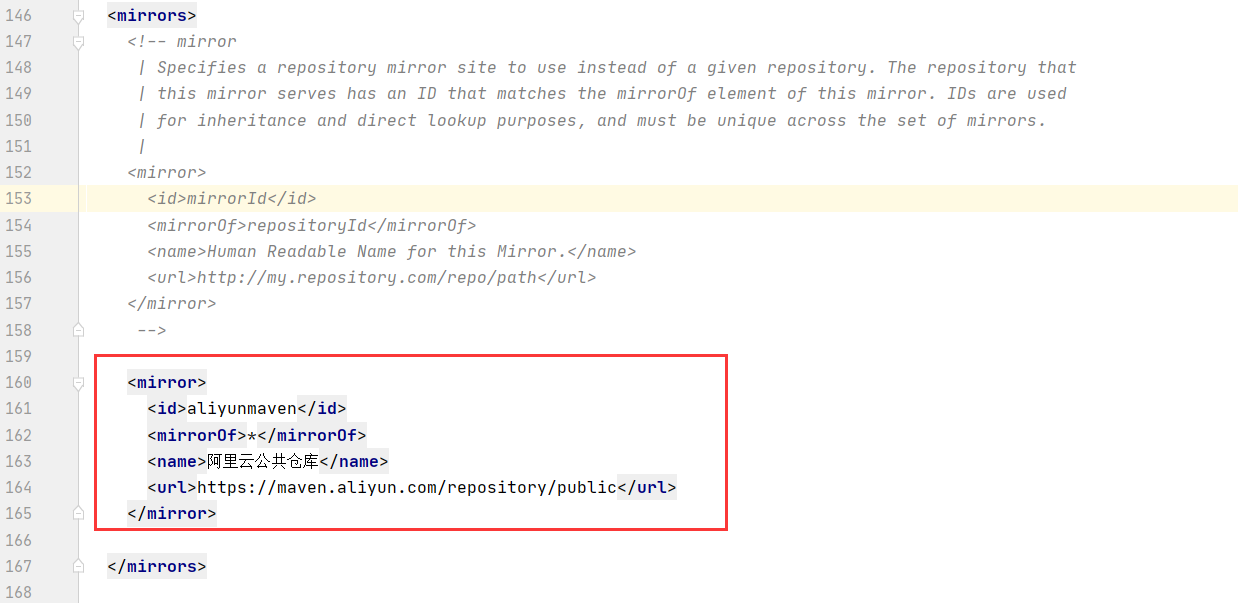 146 <mirrors>
147 <!-- mirror
148 | Specifies a repository mirror site to use instead of a given repository. The repository that
149 | this mirror serves has an ID that matches the mirrorOf element of this mirror. IDs are used
150 | for inheritance and direct lookup purposes, and must be unique across the set of mirrors.
151 |
152 <mirror>
153 <id>mirrorId</id>
154 <mirrorOf>repositoryId</mirrorOf>
155 <name>Human Readable Name for this Mirror.</name>
156 <url>http://my.repository.com/repo/path</url>
157 </mirror>
158 -->
159
160 <mirror>
161 <id>aliyunmaven</id>
162 <mirrorOf>*</mirrorOf>
163 <name>阿里云公共仓库</name>
164 <url>https://maven.aliyun.com/repository/public</url>
165 </mirror>
166
167 </mirrors>
168